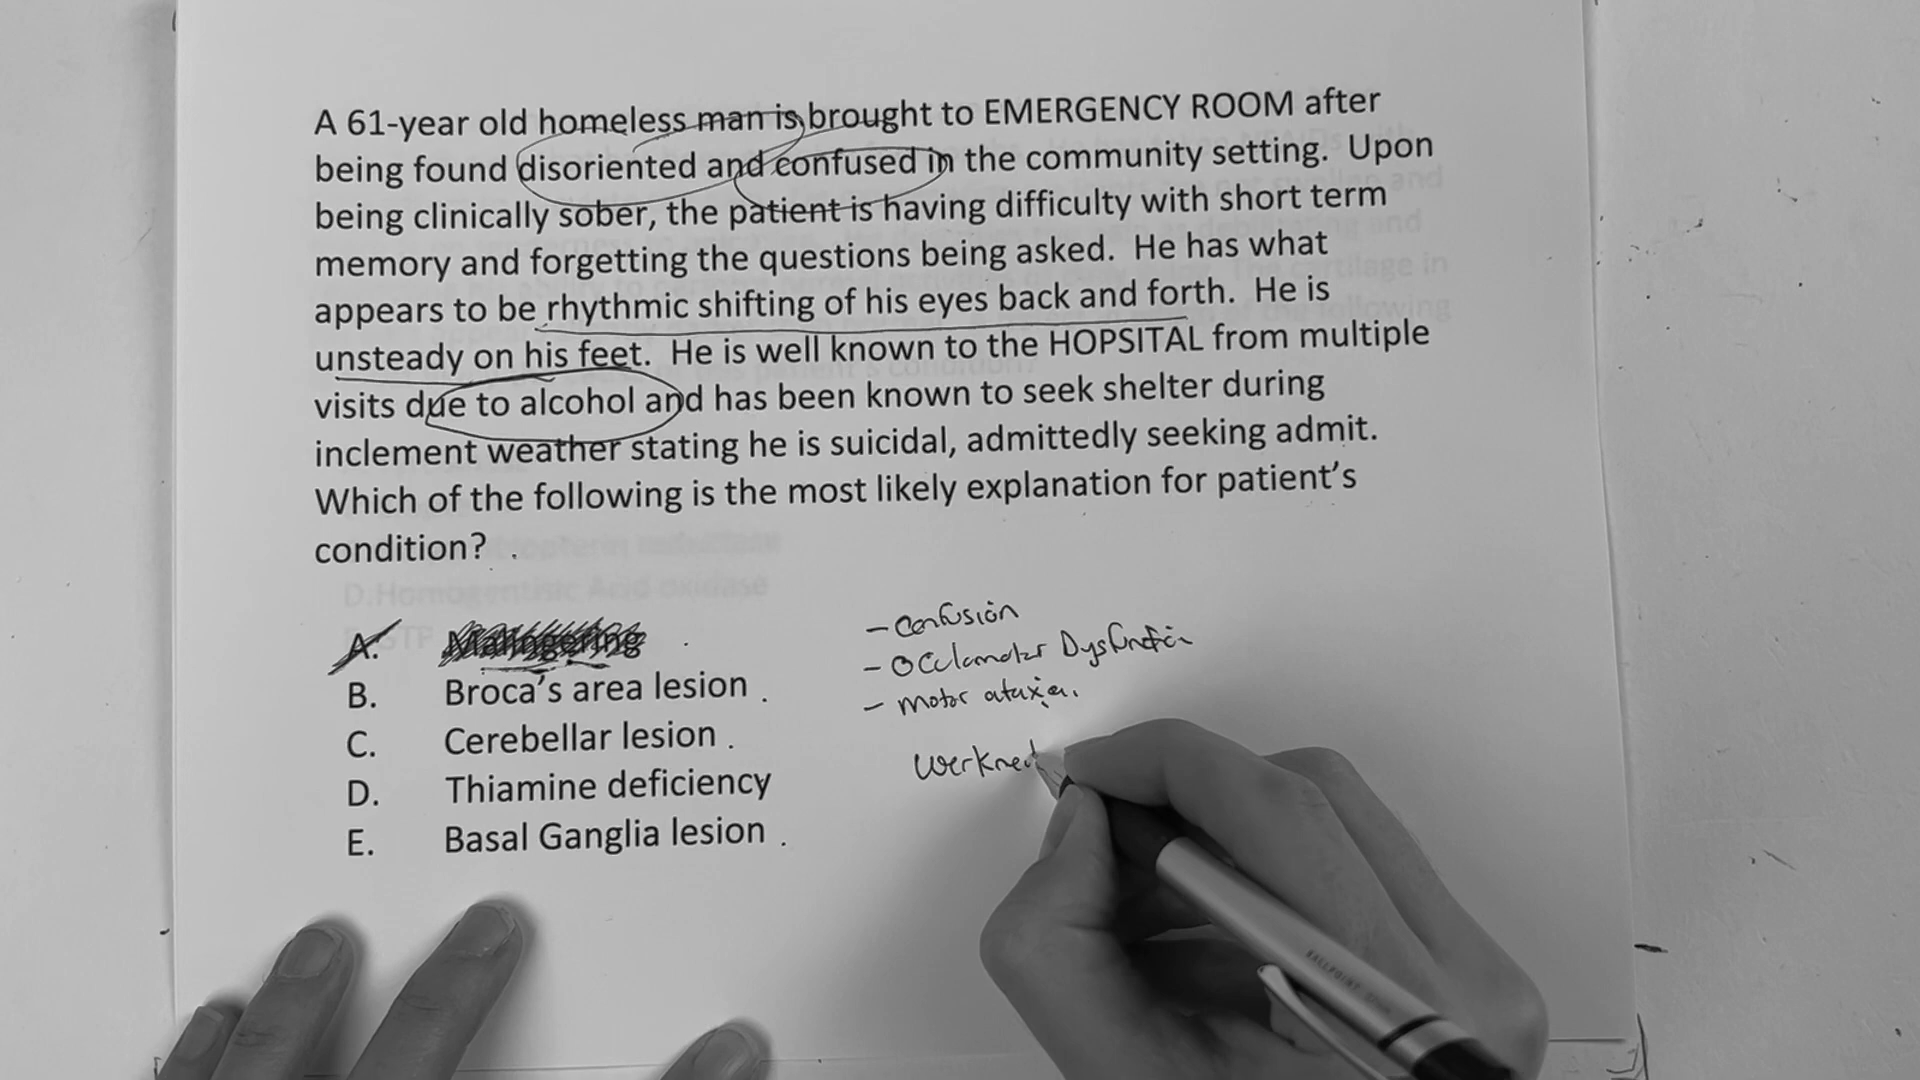 A 61-year old homeless man is brought to EMERGENCY ROOM after
being found disoriented and confused in the community setting. Upon
being clinically sober, the patient is having difficulty with short term
memory and forgetting the questions being asked. He has what
appears to be rhythmic shifting of his eyes back and forth. He is
unsteady on his feet. He is well known to the HOPSITAL from multiple
visits due to alcohol and has been known to seek shelter during
inclement weather stating he is suicidal, admittedly seeking admit.
Which of the following is the most likely explanation for patient's
condition?
D.Homogentisic Acid oxidase
A. Malingering
B. Broca's area lesion
C. Cerebellar lesion
D. Thiamine deficiency
E. Basal Ganglia lesion
- Confusion
- Occulomotor Dysfunction
- motor ataxia.
BALLPOINT